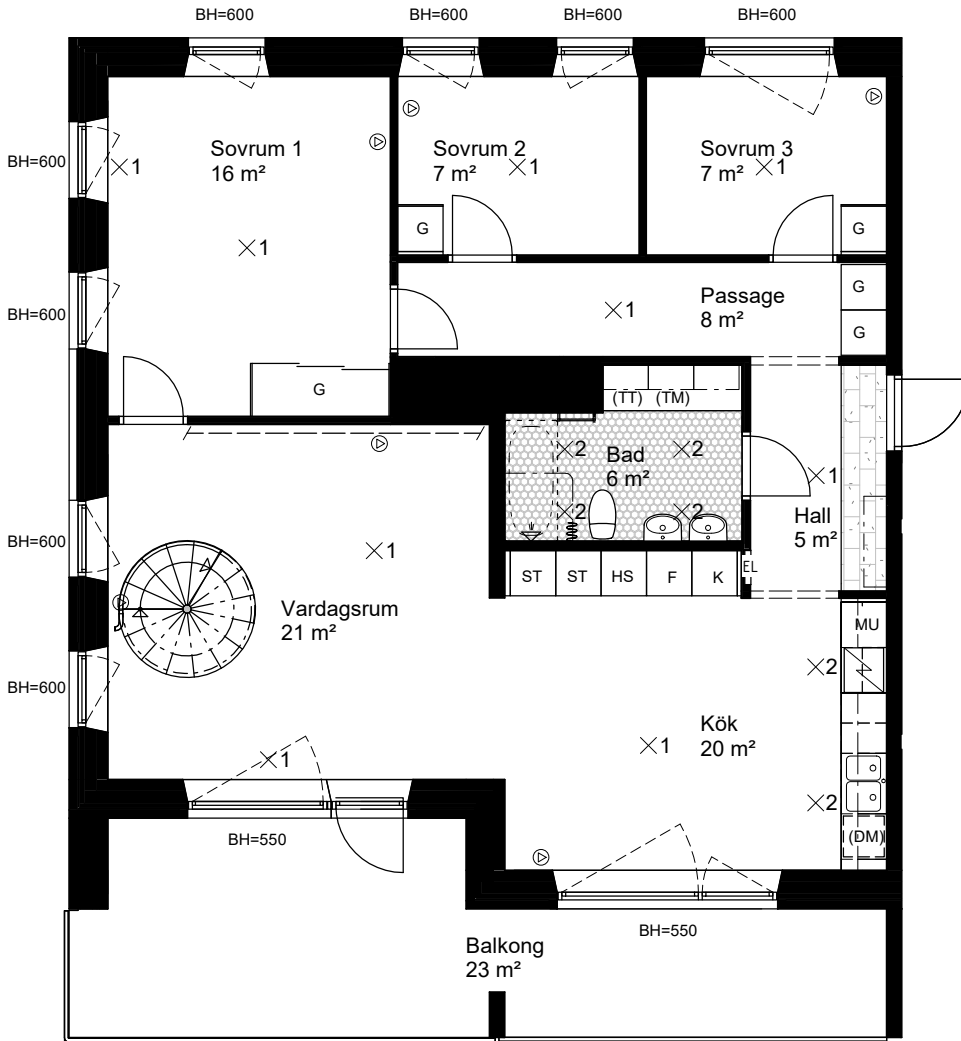 BH=600 BH=600 BH=600 BH=600
Sovrum 1
16 m²
Sovrum 2
7 m²
Sovrum 3
7 m²
BH=600
1
1
1
G
G
1
BH=600
Passage
8 m²
1
G
G
G
(TT) (TM)
Bad
6 m²
2
2
2
2
1
Hall
5 m²
BH=600
1
EL
ST ST HS F K
Vardagsrum
21 m²
MU
BH=600
2
Kök
20 m²
1
1
2
(DM)
BH=550
BH=550
Balkong
23 m²